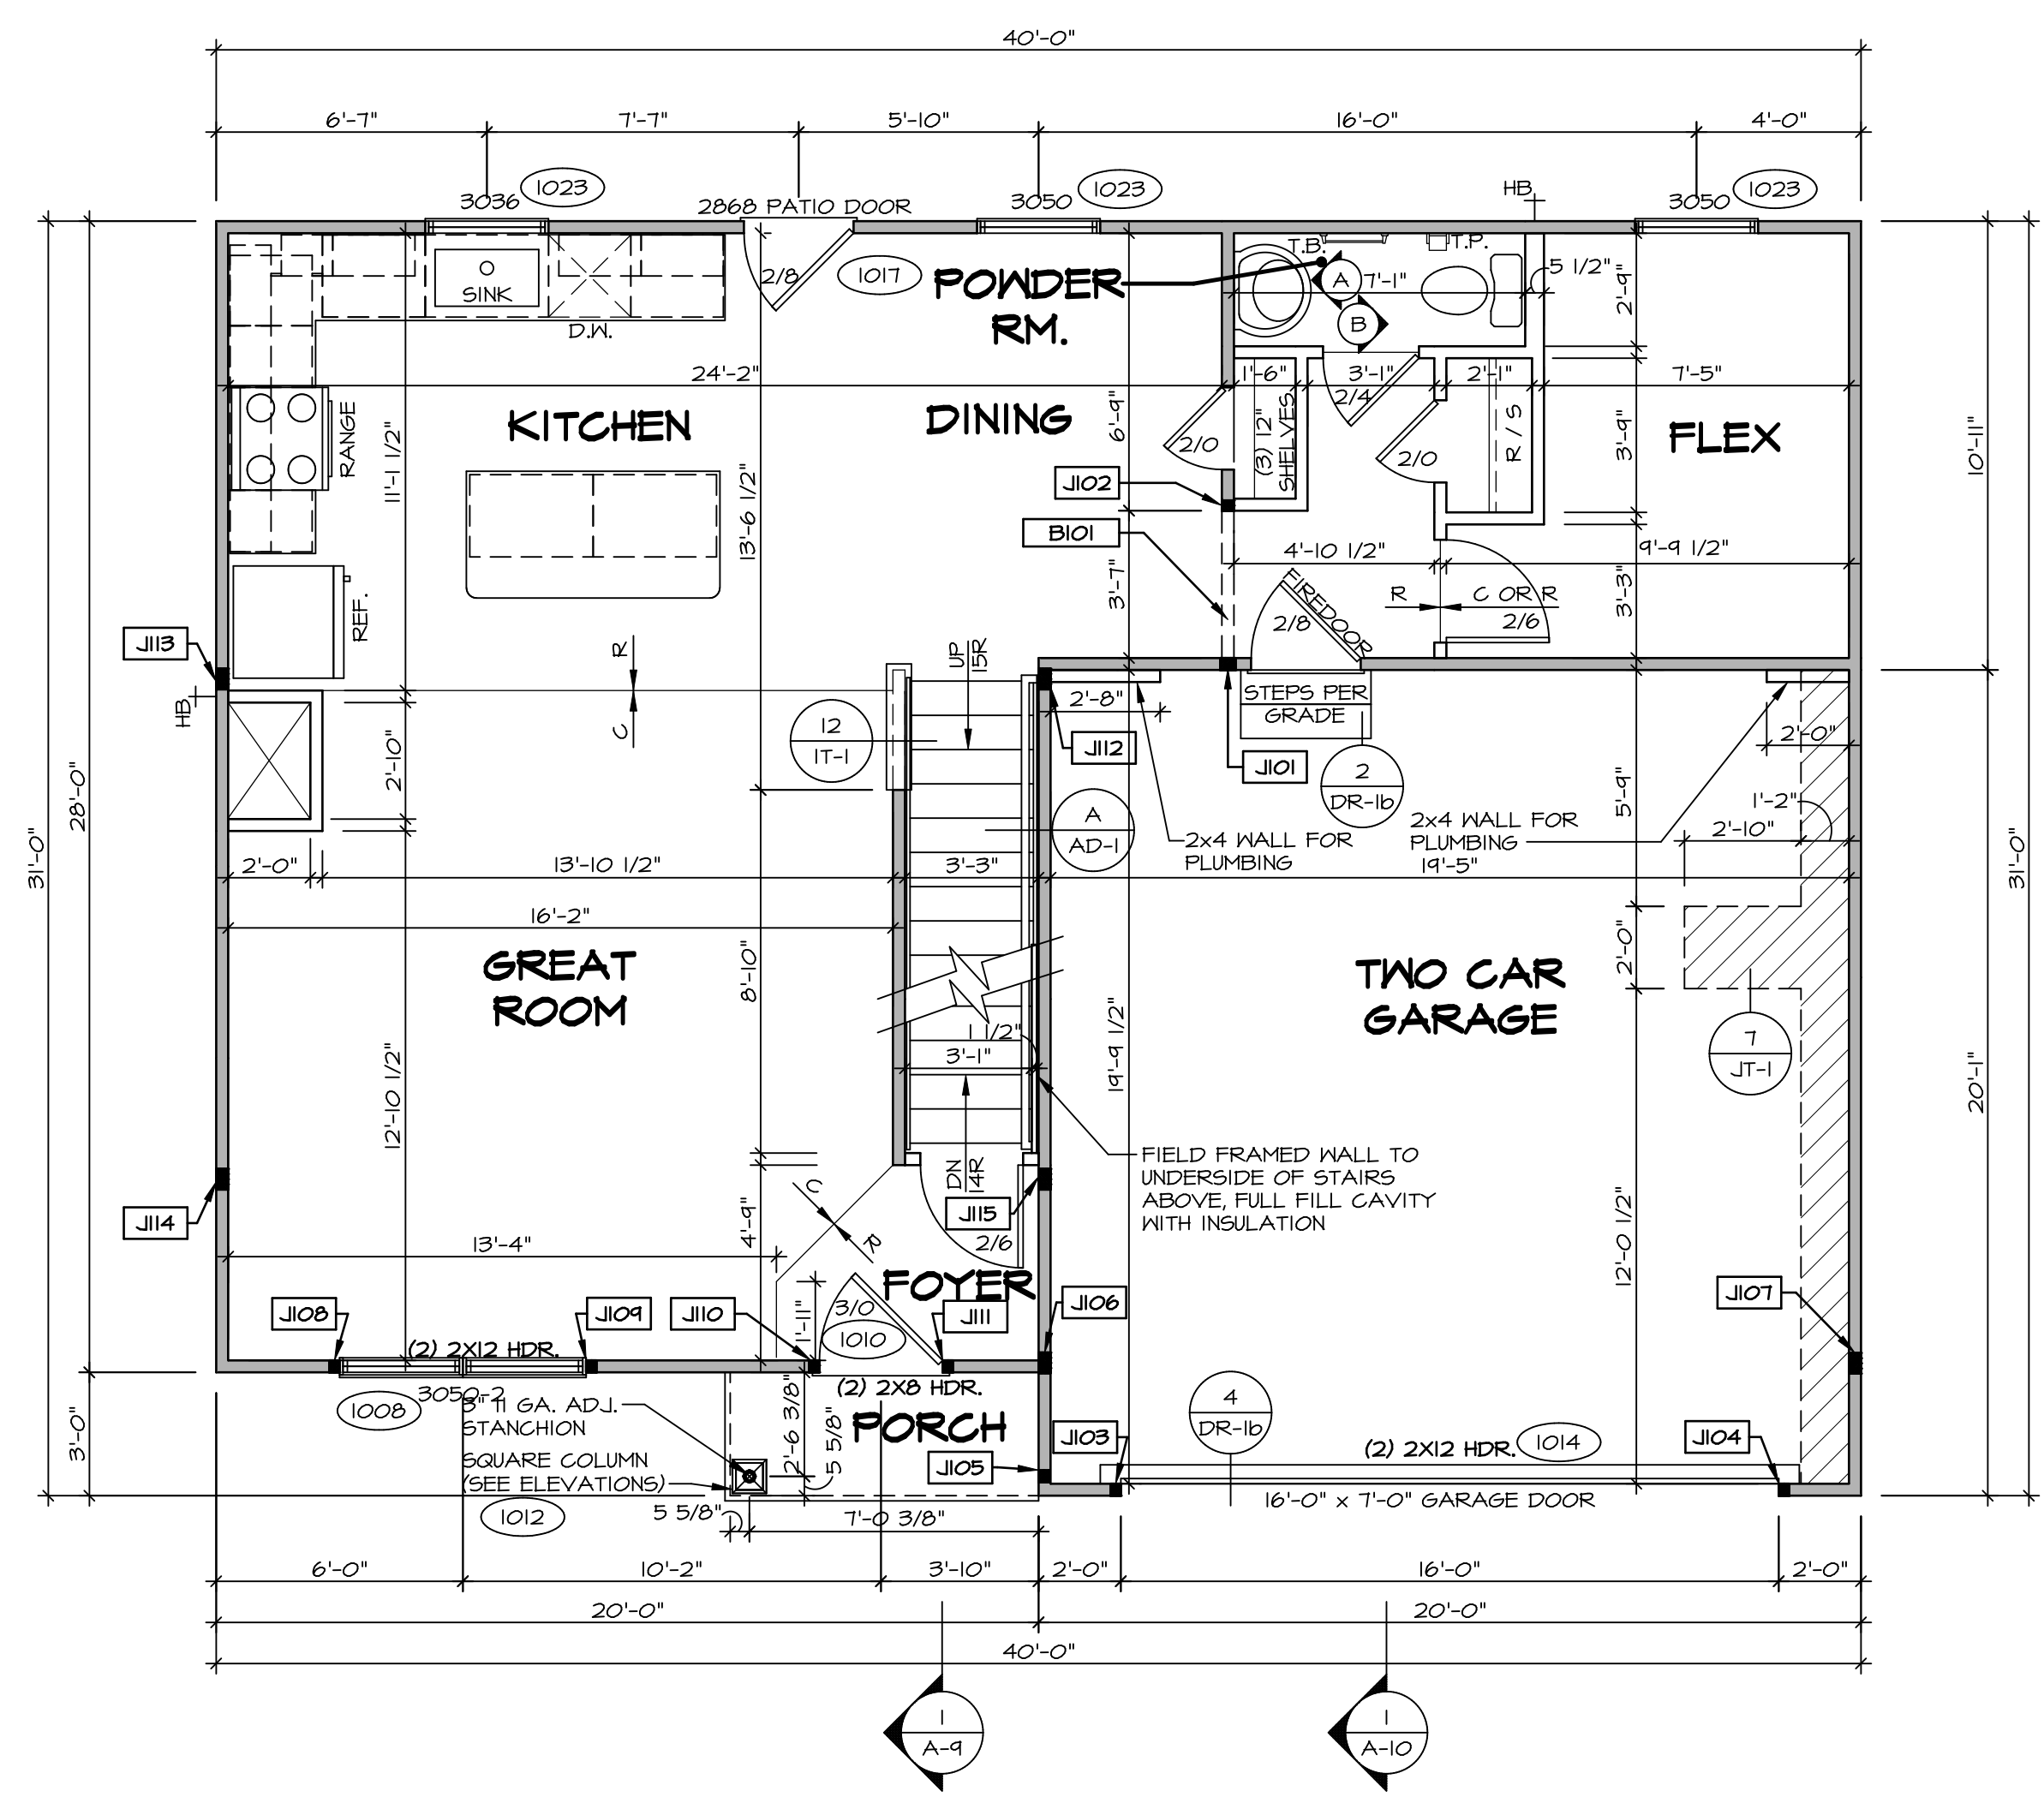 40'-0"
6'-7"
7'-7"
5'-10"
16'-0"
4'-0"
3036
1023
2868 PATIO DOOR
3050
1023
HB
3050
1023
SINK
D.W.
2/8
1017
POWDER
RM.
T.B.
A
7'-1"
T.P.
5 1/2"
B
2'-9"
24'-2"
1'-6"
3'-1"
2'-1"
7'-5"
2/4
KITCHEN
DINING
FLEX
RANGE
11'-1 1/2"
13'-6 1/2"
6'-9"
2/0
(3) 12"
SHELVES
2/0
R / S
3'-9"
10'-11"
J102
B101
4'-10 1/2"
9'-9 1/2"
3'-7"
FIREDOOR
2/8
R
C OR R
2/6
3'-3"
REF.
J113
HB
R
C
UP
15R
2'-8"
STEPS PER
GRADE
12
1T-1
J112
J101
2
DR-1b
2'-0"
2'-10"
5'-9"
1'-2"
2'-10"
A
AD-1
2x4 WALL FOR
PLUMBING
2x4 WALL FOR
PLUMBING
28'-0"
31'-0"
31'-0"
2'-0"
13'-10 1/2"
3'-3"
19'-5"
16'-2"
GREAT
ROOM
8'-10"
TWO CAR
GARAGE
2'-0"
1 1/2"
3'-1"
19'-9 1/2"
7
JT-1
20'-1"
12'-10 1/2"
DN
14R
FIELD FRAMED WALL TO
UNDERSIDE OF STAIRS
ABOVE, FULL FILL CAVITY
WITH INSULATION
J114
C
R
4'-9"
J115
2/6
12'-0 1/2"
13'-4"
FOYER
J108
J109
J110
1'-11"
3/0
1010
J111
J106
J107
(2) 2X12 HDR.
3050-2
1008
3" 11 GA. ADJ.
STANCHION
(2) 2X8 HDR.
PORCH
2'-6 3/8"
5 5/8"
4
DR-1b
J103
(2) 2X12 HDR.
1014
J104
3'-0"
SQUARE COLUMN
(SEE ELEVATIONS)
J105
1012
5 5/8"
7'-0 3/8"
16'-0" x 7'-0" GARAGE DOOR
6'-0"
10'-2"
3'-10"
2'-0"
16'-0"
2'-0"
20'-0"
20'-0"
40'-0"
1
A-9
1
A-10